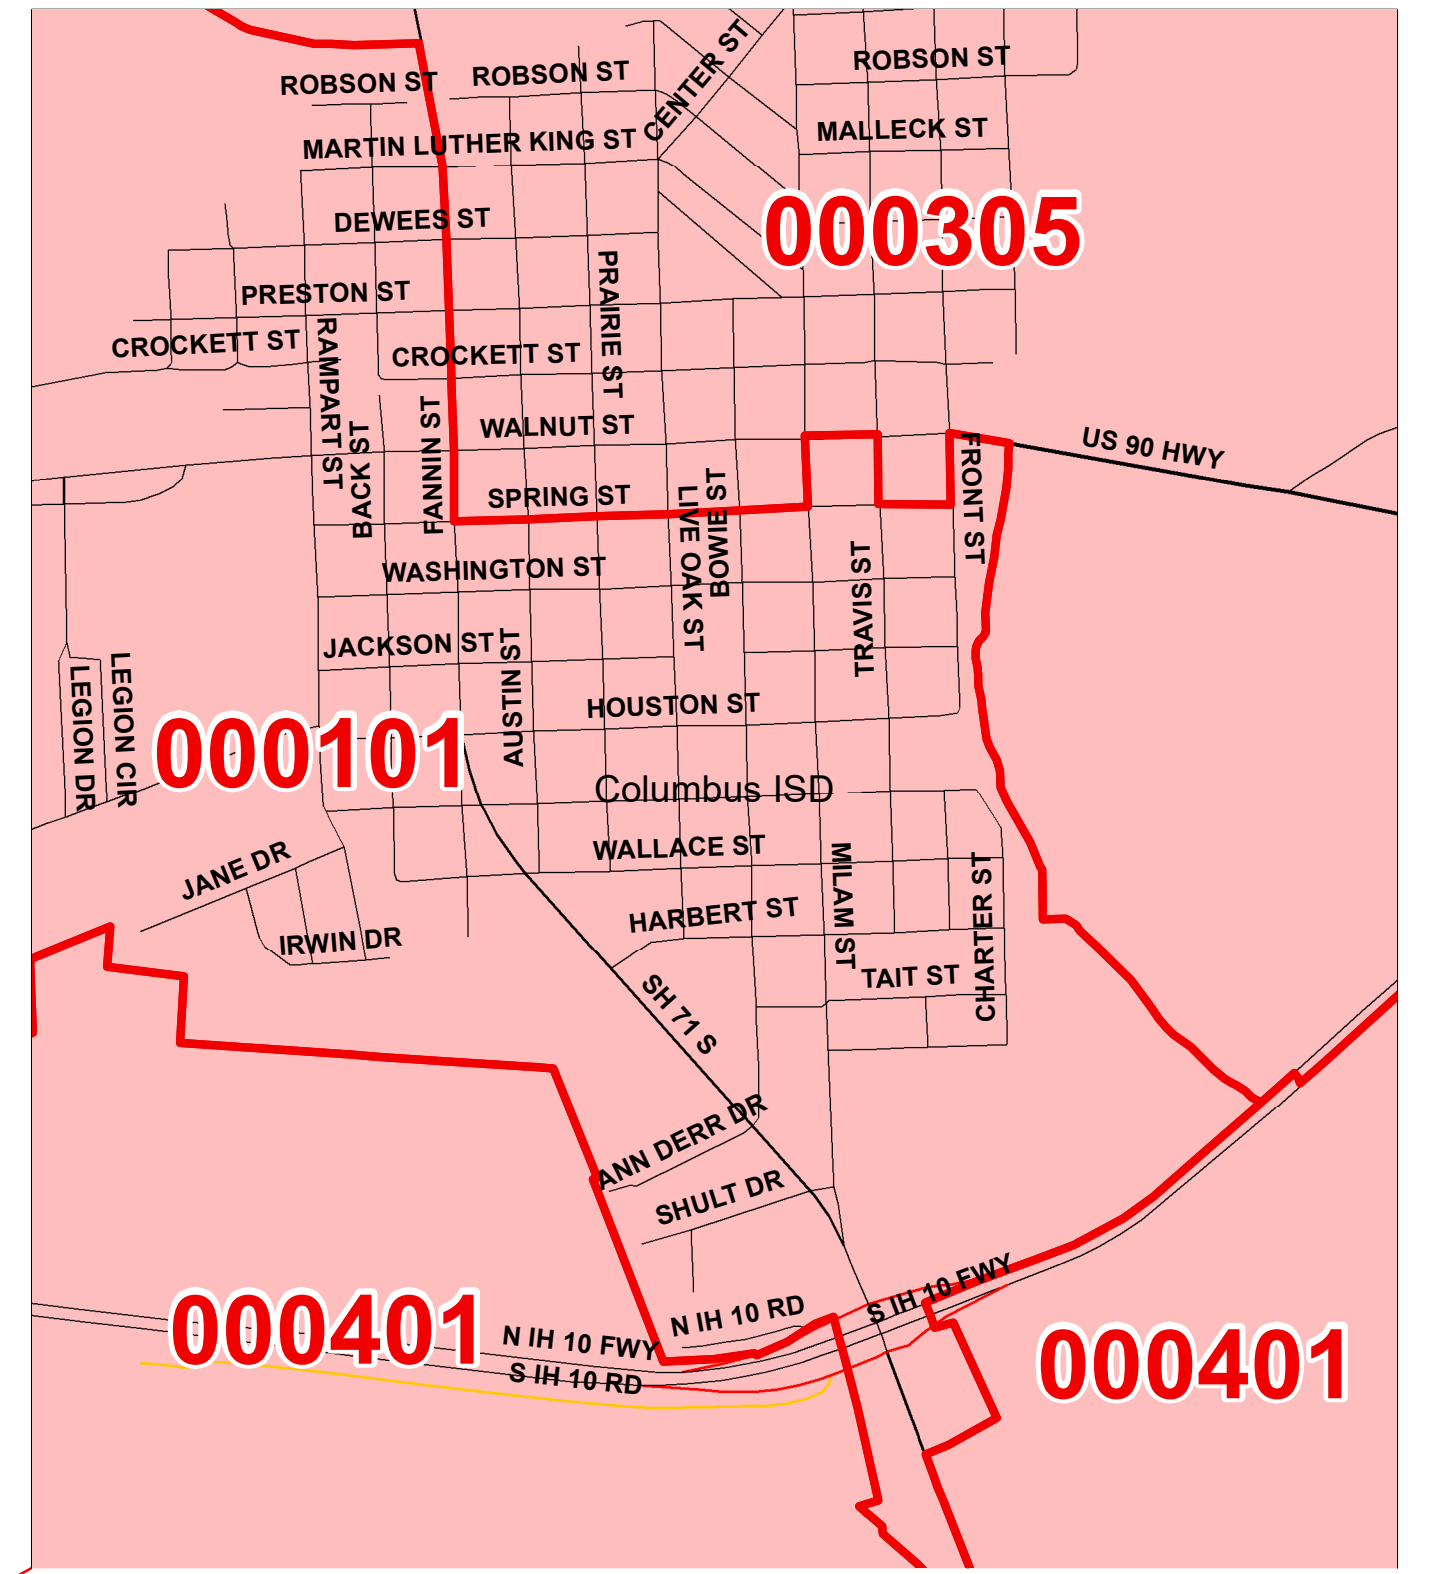 CENTER ST
ROBSON ST
ROBSON ST
ROBSON ST
MARTIN LUTHER KING ST
MALLECK ST
DEWEES ST
000305
PRESTON ST
PRAIRIE ST
CROCKETT ST
RAMPART ST
CROCKETT ST
WALNUT ST
BACK ST
FANNIN ST
US 90 HWY
FRONT ST
SPRING ST
LIVE OAK ST
BOWIE ST
WASHINGTON ST
TRAVIS ST
JACKSON ST
AUSTIN ST
LEGION DR
LEGION CIR
HOUSTON ST
000101
Columbus ISD
WALLACE ST
MILAM ST
JANE DR
CHARTER ST
HARBERT ST
IRWIN DR
TAIT ST
SH 71 S
ANN DERR DR
SHULT DR
S IH 10 FWY
N IH 10 RD
000401
N IH 10 FWY
S IH 10 RD
000401